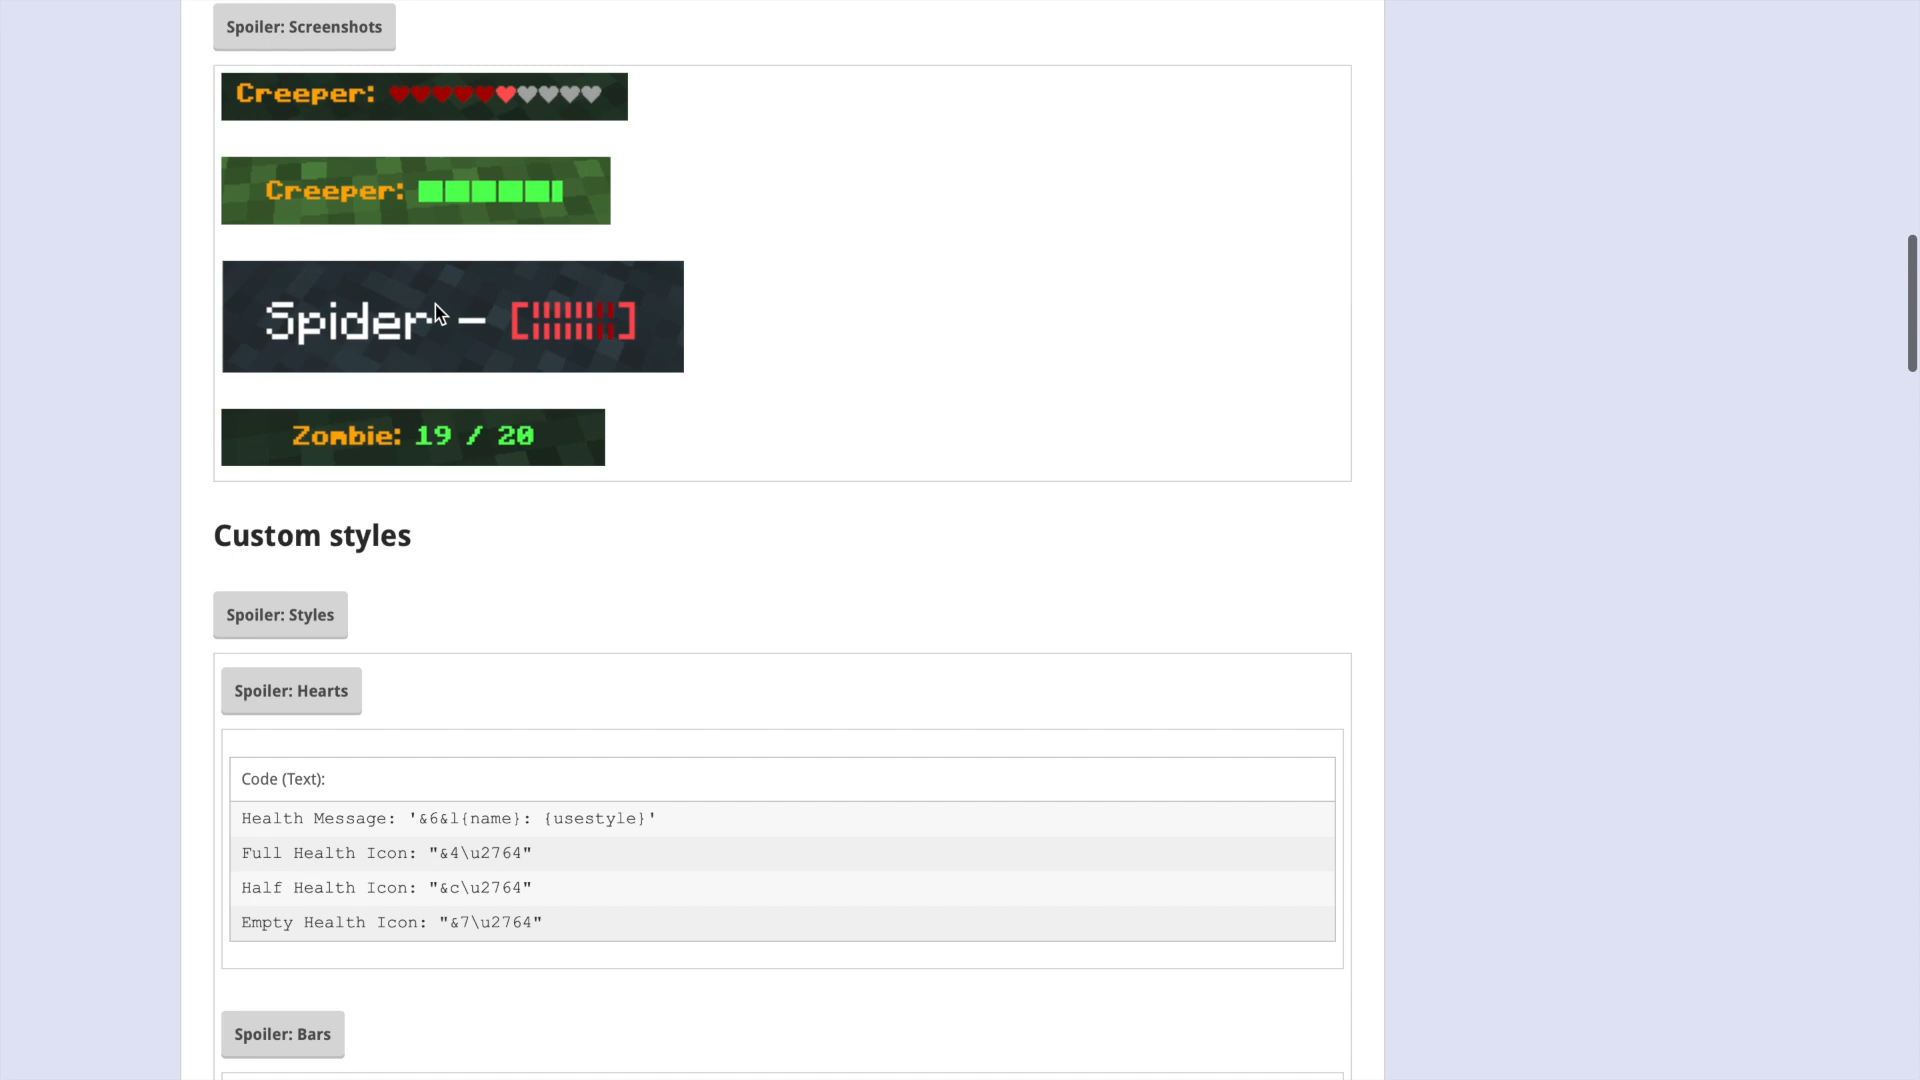 Spoiler: Screenshots
Creeper: ❤❤❤❤❤❤❤❤❤❤
Creeper:
Spider - [||||||||]
Zombie: 19 / 20
Custom styles
Spoiler: Styles
Spoiler: Hearts
Code (Text):
Health Message: '&6&l{name}: {usestyle}'
Full Health Icon: "&4\u2764"
Half Health Icon: "&c\u2764"
Empty Health Icon: "&7\u2764"
Spoiler: Bars